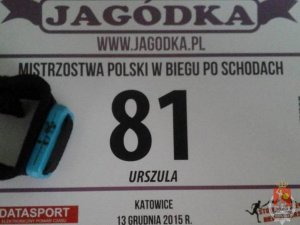 JAGÓDKA
WWW.JAGODKA.PL
MISTRZOSTWA POLSKI W BIEGU PO SCHODACH
81
URSZULA
DATASPORT
KATOWICE
13 GRUDNIA 2015 R.